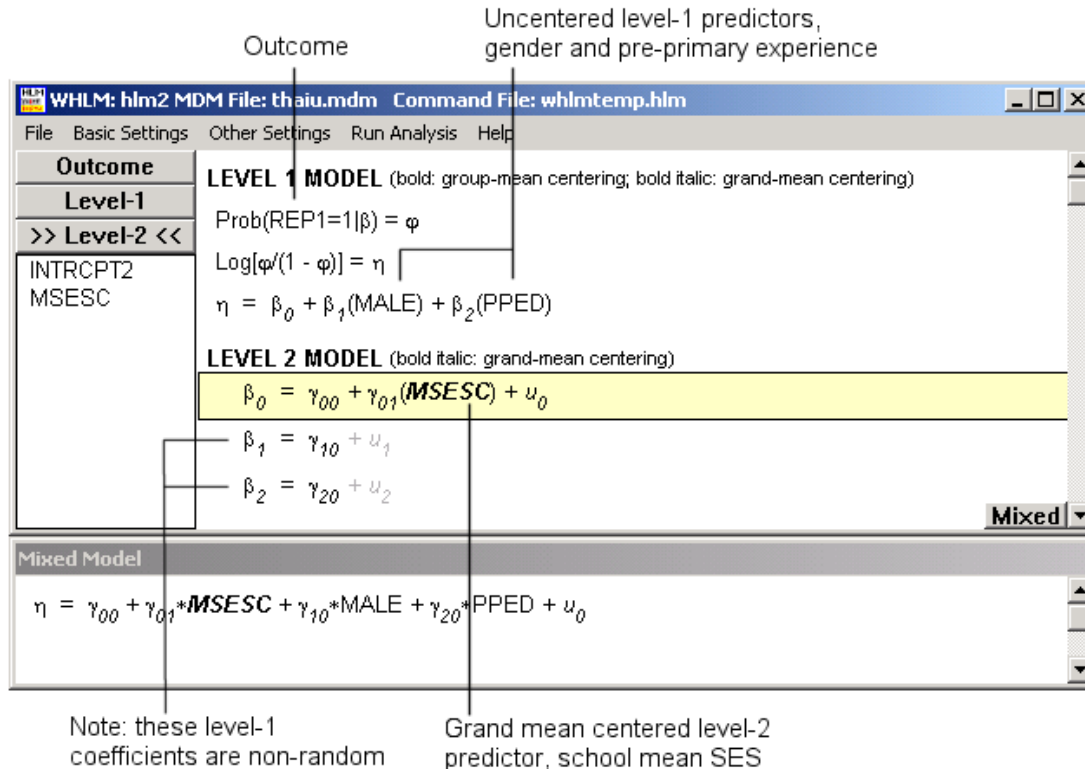 Uncentered level-1 predictors,
gender and pre-primary experience
Outcome
WHLM: hlm2 MDM File: thaiu.mdm Command File: whlmtemp.hlm
File Basic Settings Other Settings Run Analysis Help
Outcome
Level-1
>> Level-2 <<
INTRCPT2
MSESC
LEVEL 1 MODEL (bold: group-mean centering; bold italic: grand-mean centering)
Prob(REP1=1|β) = φ
Log[φ/(1 - φ)] = η
η = β0 + β1(MALE) + β2(PPED)
LEVEL 2 MODEL (bold italic: grand-mean centering)
β0 = γ00 + γ01(MSESC) + u0
β1 = γ10 + u1
β2 = γ20 + u2
Mixed
Mixed Model
η = γ00 + γ01*MSESC + γ10*MALE + γ20*PPED + u0
Note: these level-1
coefficients are non-random
Grand mean centered level-2
predictor, school mean SES